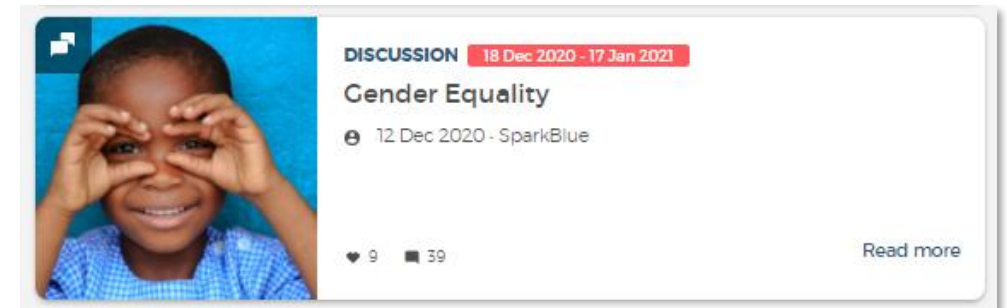 DISCUSSION 18 Dec 2020 - 17 Jan 2021
Gender Equality
12 Dec 2020 - SparkBlue
9 39
Read more